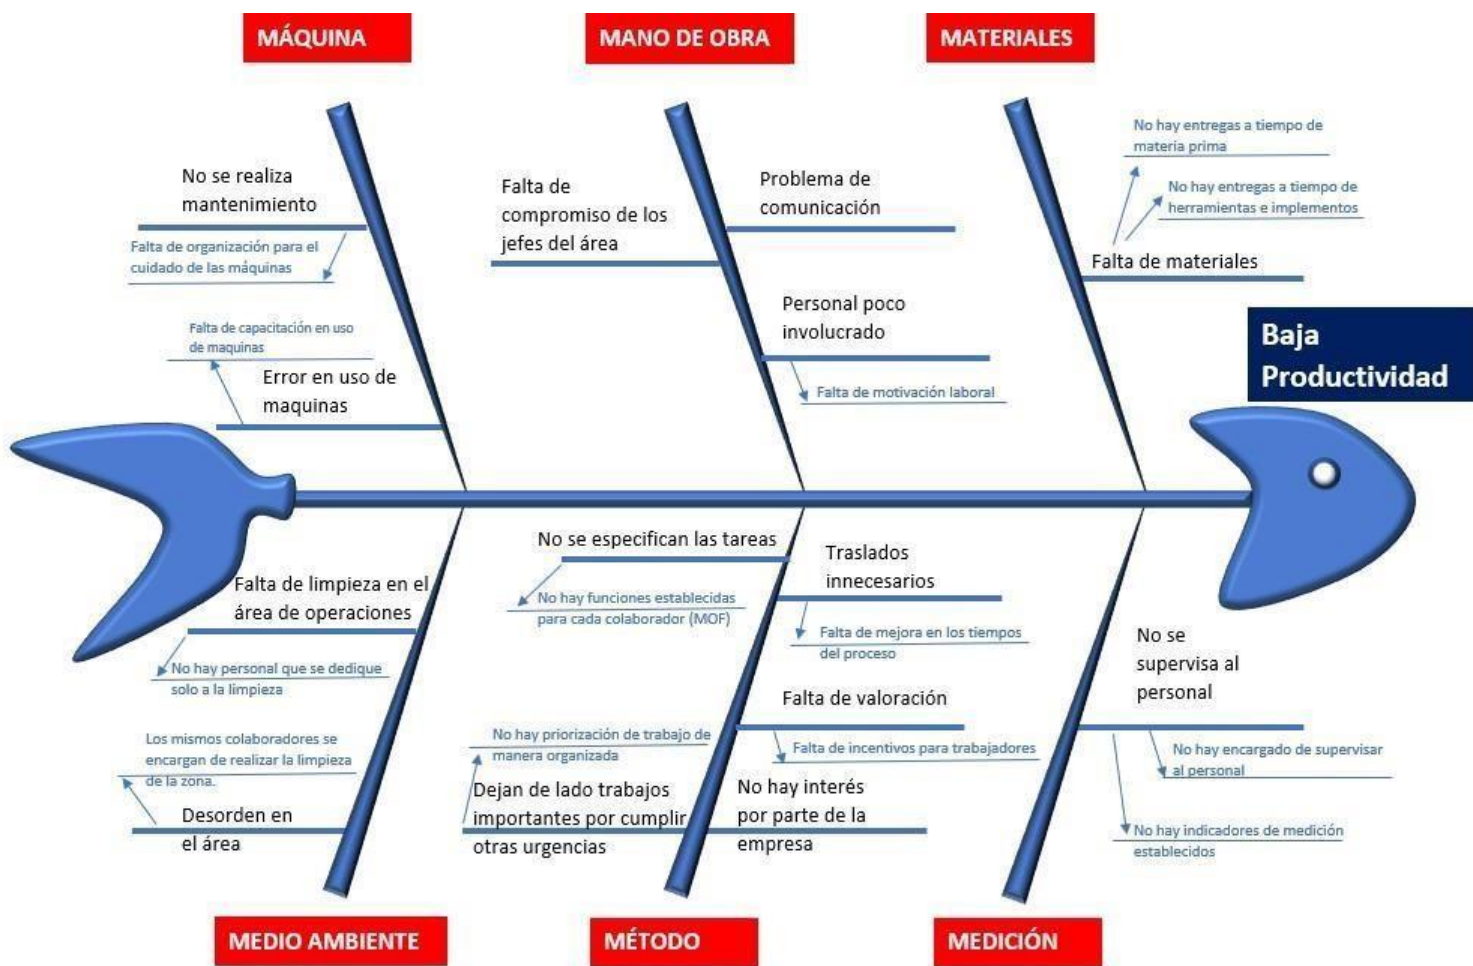 MÁQUINA
MANO DE OBRA
MATERIALES
No se realiza
mantenimiento
Falta de organización para el
cuidado de las máquinas
Falta de capacitación en uso
de maquinas
Error en uso de
maquinas
Falta de
compromiso de los
jefes del área
Problema de
comunicación
Personal poco
involucrado
Falta de motivación laboral
No hay entregas a tiempo de
materia prima
No hay entregas a tiempo de
herramientas e implementos
Falta de materiales
Baja
Productividad
Falta de limpieza en el
área de operaciones
No hay personal que se dedique
solo a la limpieza
Los mismos colaboradores se
encargan de realizar la limpieza
de la zona.
Desorden en
el área
No se especifican las tareas
No hay funciones establecidas
para cada colaborador (MOF)
Traslados
innecesarios
Falta de mejora en los tiempos
del proceso
Falta de valoración
Falta de incentivos para trabajadores
No hay priorización de trabajo de
manera organizada
Dejan de lado trabajos
importantes por cumplir
otras urgencias
No hay interés
por parte de la
empresa
No se
supervisa al
personal
No hay encargado de supervisar
al personal
No hay indicadores de medición
establecidos
MEDIO AMBIENTE
MÉTODO
MEDICIÓN